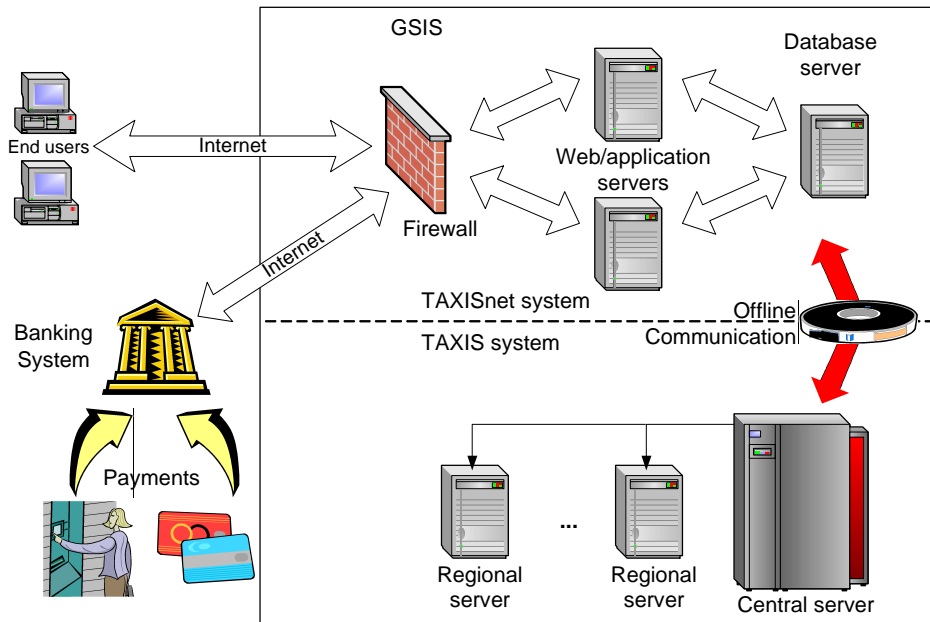 GSIS
Database
server
End users
Internet
Web/application
servers
Firewall
Internet
TAXISnet system
Offline
Banking
System
TAXIS system
Communication
Payments
...
Regional
server
Regional
server
Central server